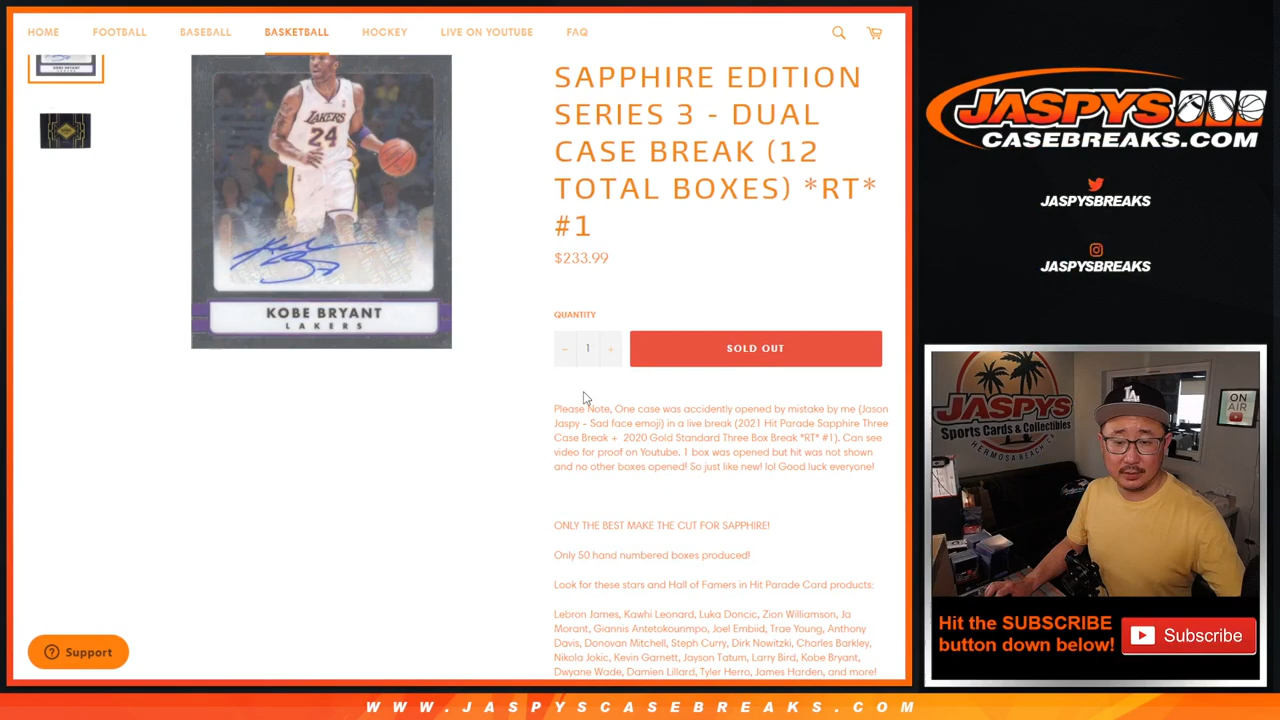 HOME FOOTBALL BASEBALL BASKETBALL HOCKEY LIVE ON YOUTUBE FAQ
SAPPHIRE EDITION
SERIES 3 - DUAL
CASE BREAK (12
TOTAL BOXES) *RT*
#1
$233.99
QUANTITY
− 1 +
SOLD OUT
LAKERS
24
KOBE BRYANT
LAKERS
KOBE BRYANT
Please Note, One case was accidently opened by mistake by me (Jason
Jaspy - Sad face emoji) in a live break (2021 Hit Parade Sapphire Three
Case Break + 2020 Gold Standard Three Box Break *RT* #1). Can see
video for proof on Youtube. 1 box was opened but hit was not shown
and no other boxes opened! So just like new! lol Good luck everyone!
ONLY THE BEST MAKE THE CUT FOR SAPPHIRE!
Only 50 hand numbered boxes produced!
Look for these stars and Hall of Famers in Hit Parade Card products:
Lebron James, Kawhi Leonard, Luka Doncic, Zion Williamson, Ja
Morant, Giannis Antetokounmpo, Joel Embiid, Trae Young, Anthony
Davis, Donovan Mitchell, Steph Curry, Dirk Nowitzki, Charles Barkley,
Nikola Jokic, Kevin Garnett, Jayson Tatum, Larry Bird, Kobe Bryant,
Dwyane Wade, Damien Lillard, Tyler Herro, James Harden, and more!
Support
JASPYS
CASEBREAKS.COM
JASPYSBREAKS
JASPYSBREAKS
JASPYS
Sports Cards & Collectibles
HERMOSA BEACH
LA
ON
AIR
Hit the SUBSCRIBE
button down below!
Subscribe
WWW.JASPYSCASEBREAKS.COM